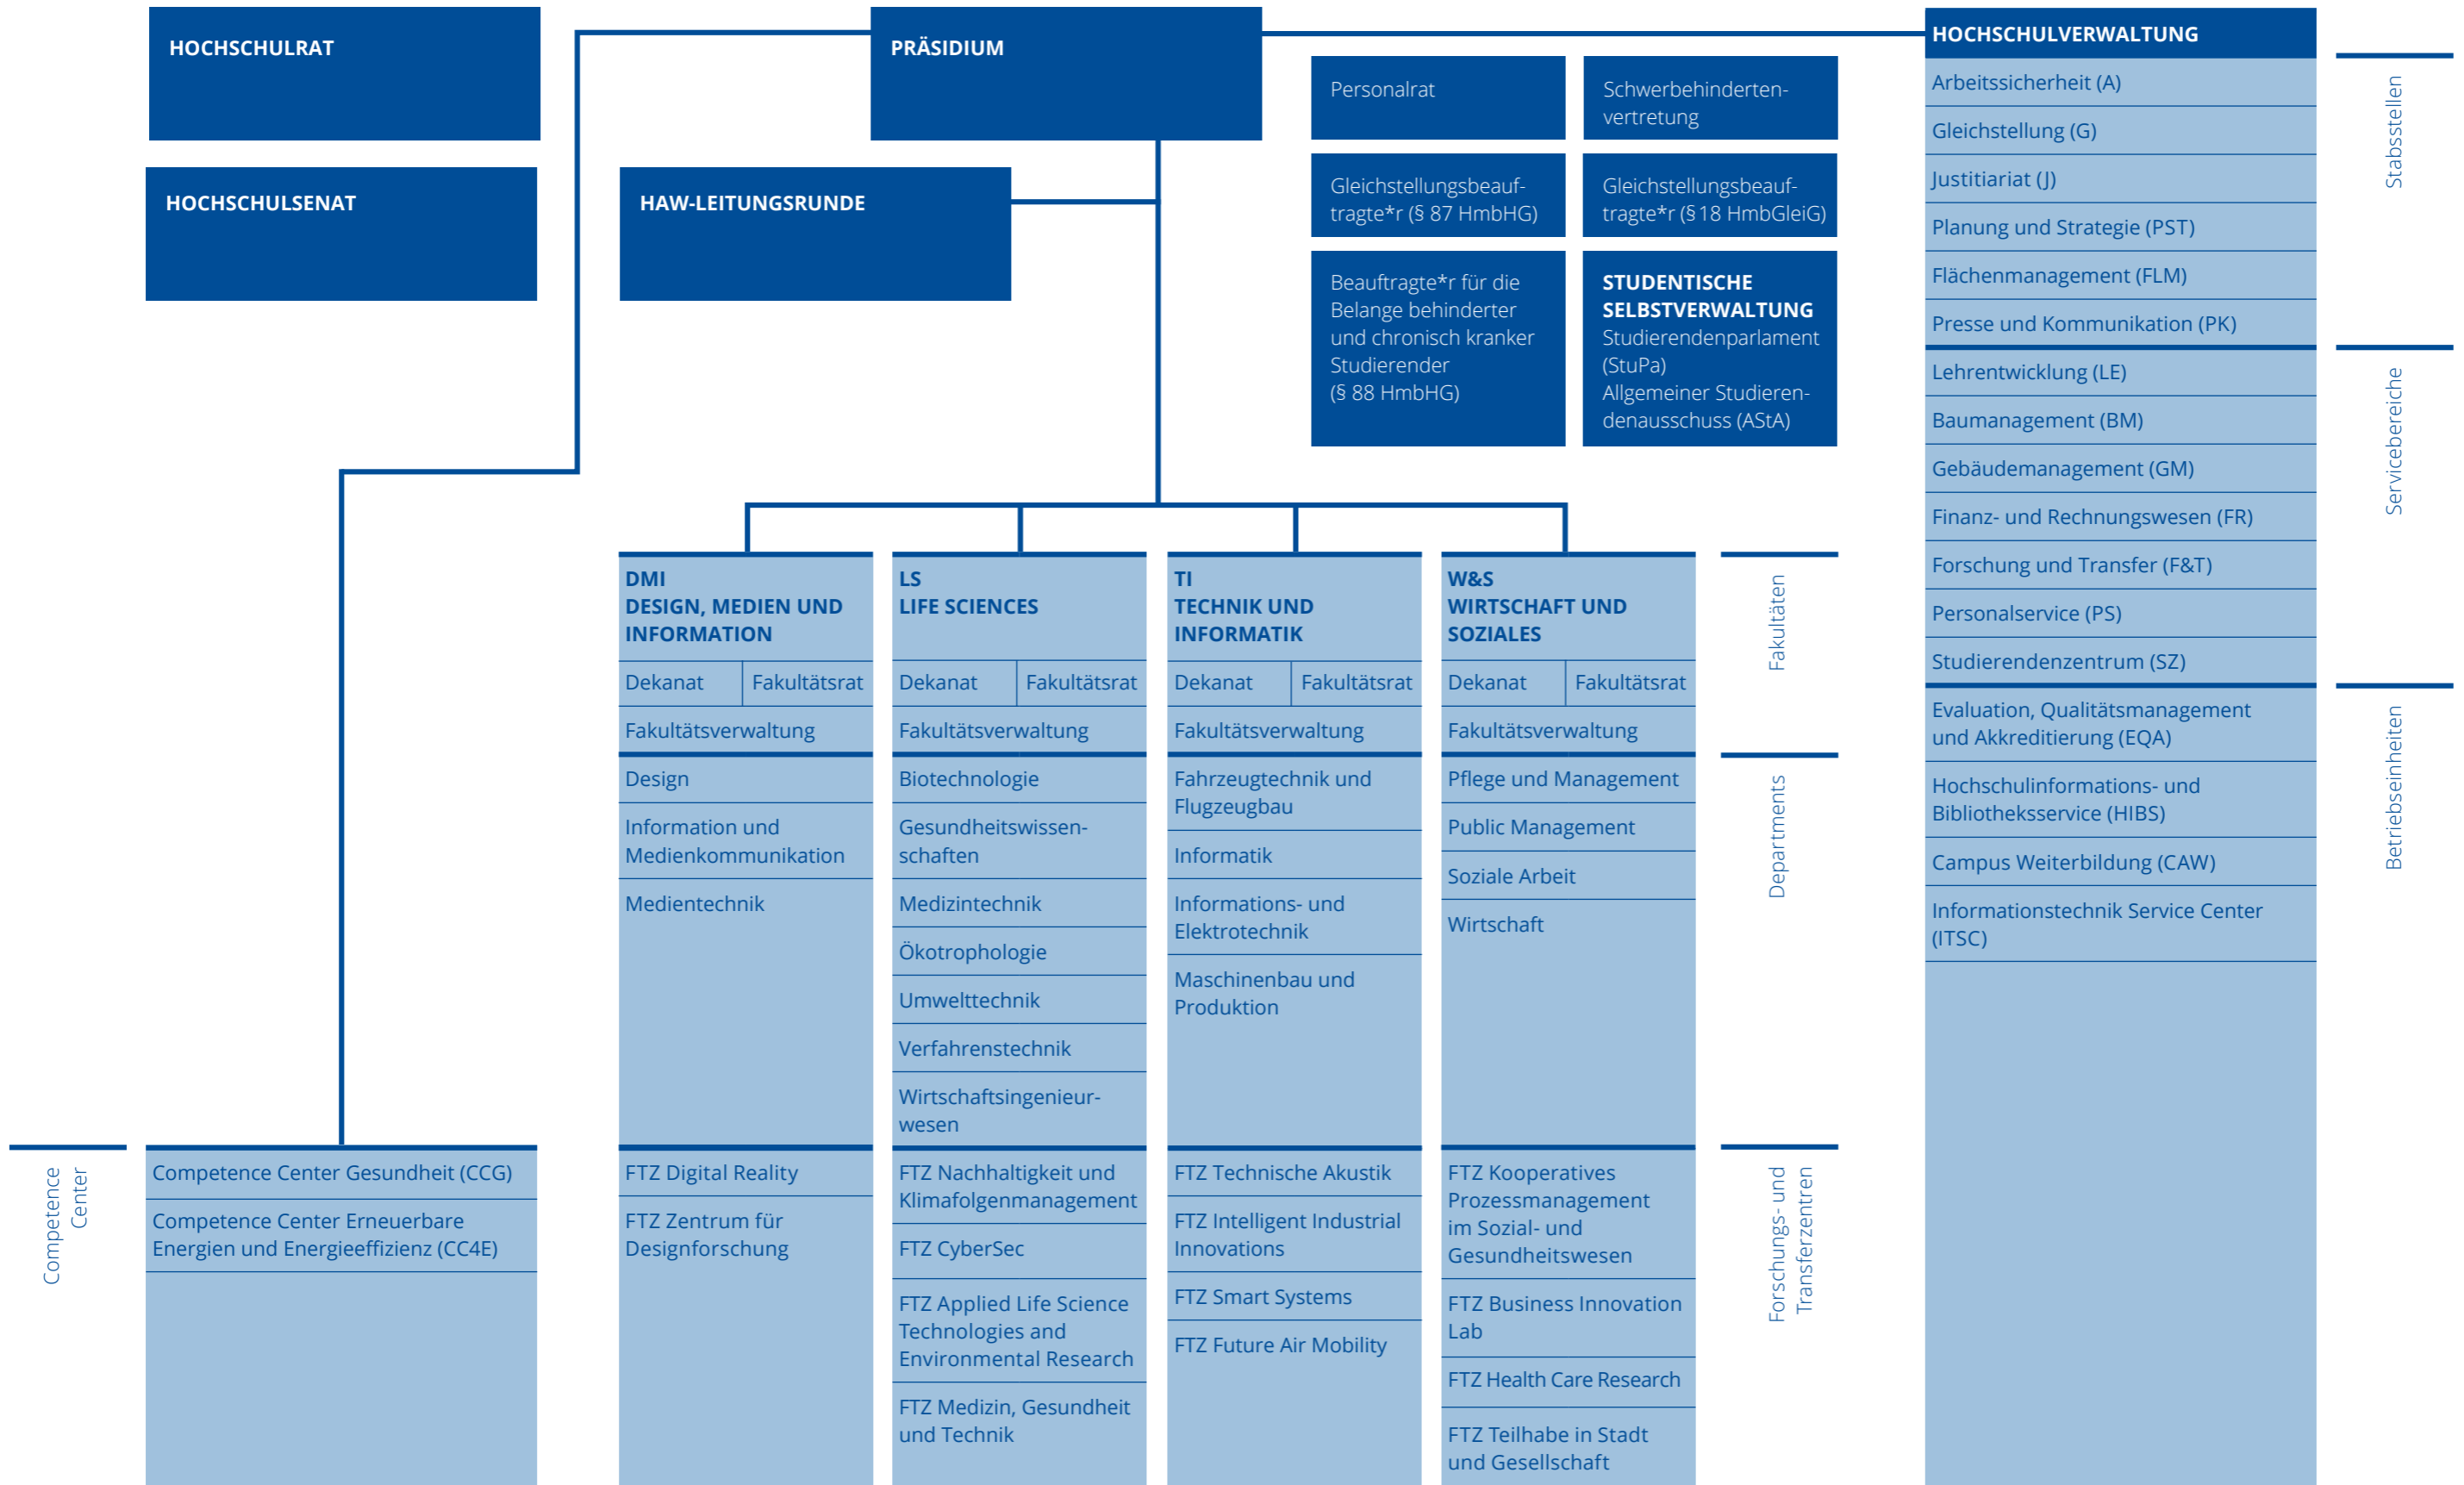 HOCHSCHULRAT
HOCHSCHULSENAT
PRÄSIDIUM
HAW-LEITUNGSRUNDE
Personalrat
Schwerbehinderten-
vertretung
Gleichstellungsbeauf-
tragte*r (§ 87 HmbHG)
Gleichstellungsbeauf-
tragte*r (§18 HmbGleiG)
Beauftragte*r für die
Belange behinderter
und chronisch kranker
Studierender
(§ 88 HmbHG)
STUDENTISCHE
SELBSTVERWALTUNG
Studierendenparlament
(StuPa)
Allgemeiner Studieren-
denausschuss (AStA)
HOCHSCHULVERWALTUNG
Stabsstellen
Arbeitssicherheit (A)
Gleichstellung (G)
Justitiariat (J)
Planung und Strategie (PST)
Flächenmanagement (FLM)
Presse und Kommunikation (PK)
Servicebereiche
Lehrentwicklung (LE)
Baumanagement (BM)
Gebäudemanagement (GM)
Finanz- und Rechnungswesen (FR)
Forschung und Transfer (F&T)
Personalservice (PS)
Studierendenzentrum (SZ)
Betriebseinheiten
Evaluation, Qualitätsmanagement
und Akkreditierung (EQA)
Hochschulinformations- und
Bibliotheksservice (HIBS)
Campus Weiterbildung (CAW)
Informationstechnik Service Center
(ITSC)
Competence
Center
Competence Center Gesundheit (CCG)
Competence Center Erneuerbare
Energien und Energieeffizienz (CC4E)
DMI
DESIGN, MEDIEN UND
INFORMATION
Dekanat
Fakultätsrat
Fakultätsverwaltung
Design
Information und
Medienkommunikation
Medientechnik
FTZ Digital Reality
FTZ Zentrum für
Designforschung
LS
LIFE SCIENCES
Dekanat
Fakultätsrat
Fakultätsverwaltung
Biotechnologie
Gesundheitswissen-
schaften
Medizintechnik
Ökotrophologie
Umwelttechnik
Verfahrenstechnik
Wirtschaftsingenieur-
wesen
FTZ Nachhaltigkeit und
Klimafolgenmanagement
FTZ CyberSec
FTZ Applied Life Science
Technologies and
Environmental Research
FTZ Medizin, Gesundheit
und Technik
TI
TECHNIK UND
INFORMATIK
Dekanat
Fakultätsrat
Fakultätsverwaltung
Fahrzeugtechnik und
Flugzeugbau
Informatik
Informations- und
Elektrotechnik
Maschinenbau und
Produktion
FTZ Technische Akustik
FTZ Intelligent Industrial
Innovations
FTZ Smart Systems
FTZ Future Air Mobility
W&S
WIRTSCHAFT UND
SOZIALES
Dekanat
Fakultätsrat
Fakultätsverwaltung
Pflege und Management
Public Management
Soziale Arbeit
Wirtschaft
FTZ Kooperatives
Prozessmanagement
im Sozial- und
Gesundheitswesen
FTZ Business Innovation
Lab
FTZ Health Care Research
FTZ Teilhabe in Stadt
und Gesellschaft
Fakultäten
Departments
Forschungs- und
Transferzentren